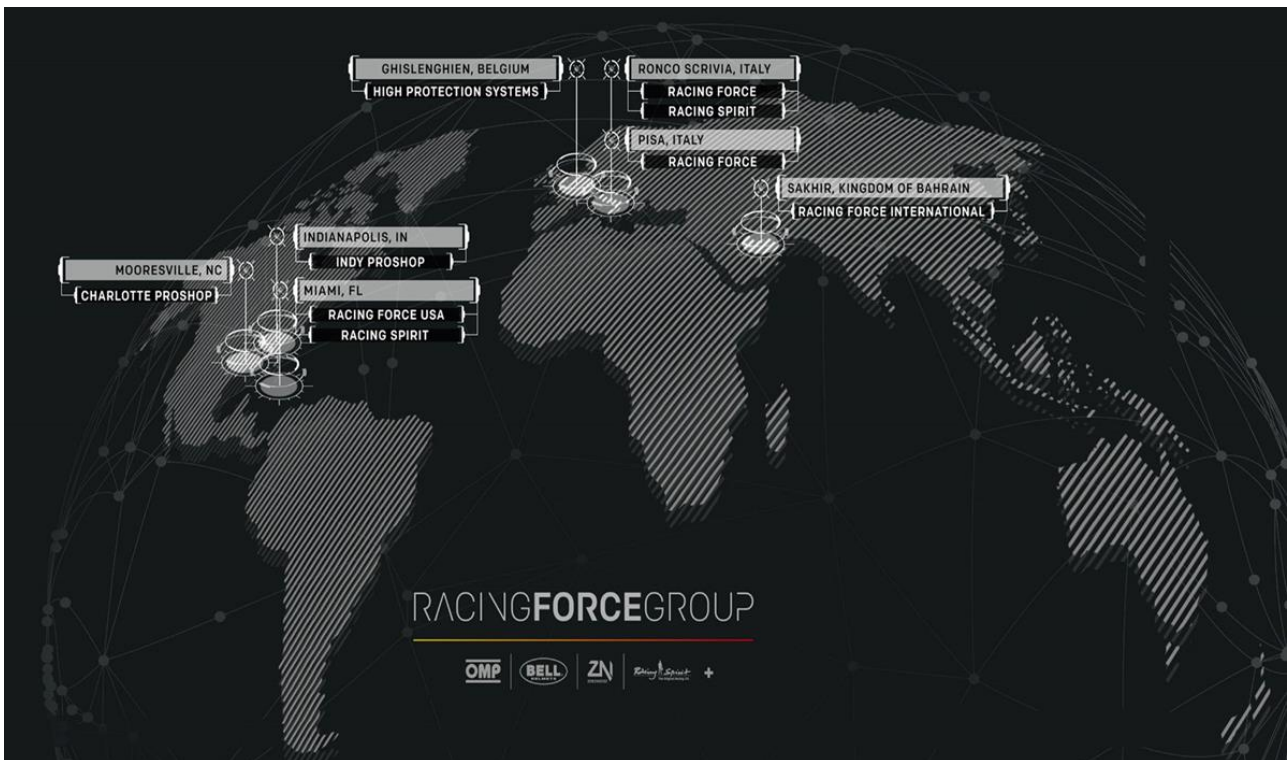 GHISLENGHIEN, BELGIUM
HIGH PROTECTION SYSTEMS
RONCO SCRIVIA, ITALY
RACING FORCE
RACING SPIRIT
PISA, ITALY
RACING FORCE
SAKHIR, KINGDOM OF BAHRAIN
RACING FORCE INTERNATIONAL
INDIANAPOLIS, IN
INDY PROSHOP
MOORESVILLE, NC
CHARLOTTE PROSHOP
MIAMI, FL
RACING FORCE USA
RACING SPIRIT
RACINGFORCEGROUP
OMP
BELL
HELMETS
ZN
Racing Spirit
+